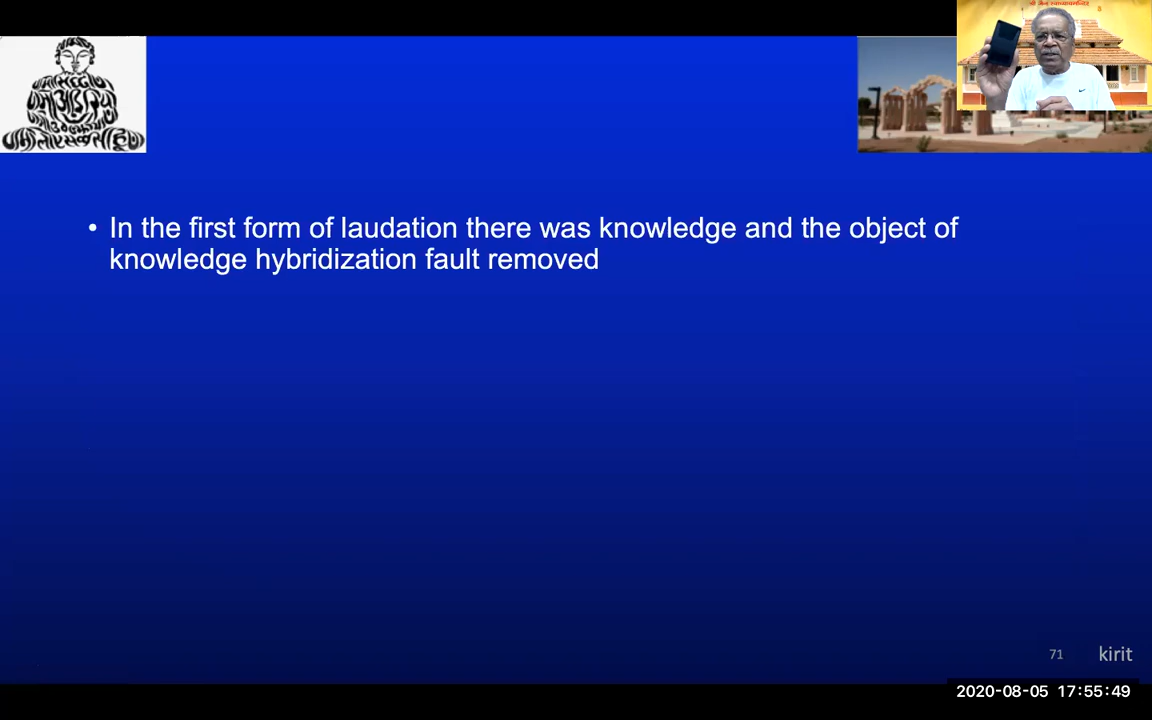 • In the first form of laudation there was knowledge and the object of
knowledge hybridization fault removed
71
kirit
2020-08-05 17:55:49